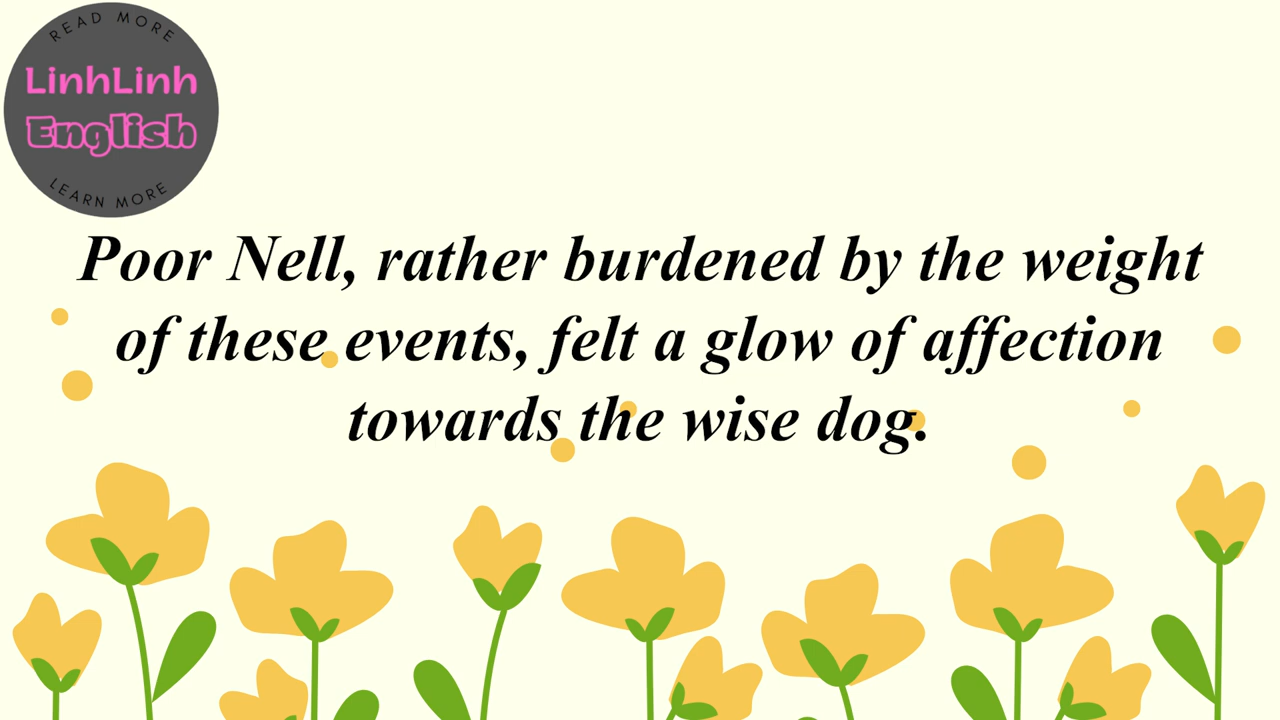 READ MORE
LinhLinh
English
LEARN MORE
Poor Nell, rather burdened by the weight
of these events, felt a glow of affection
towards the wise dog.